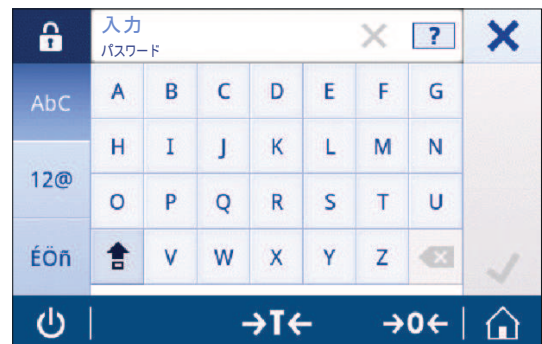 入力
パスワード
?
AbC
A B C D E F G
H I J K L M N
12@
O P Q R S T U
ÉÖñ
V W X Y Z
→T← →0←